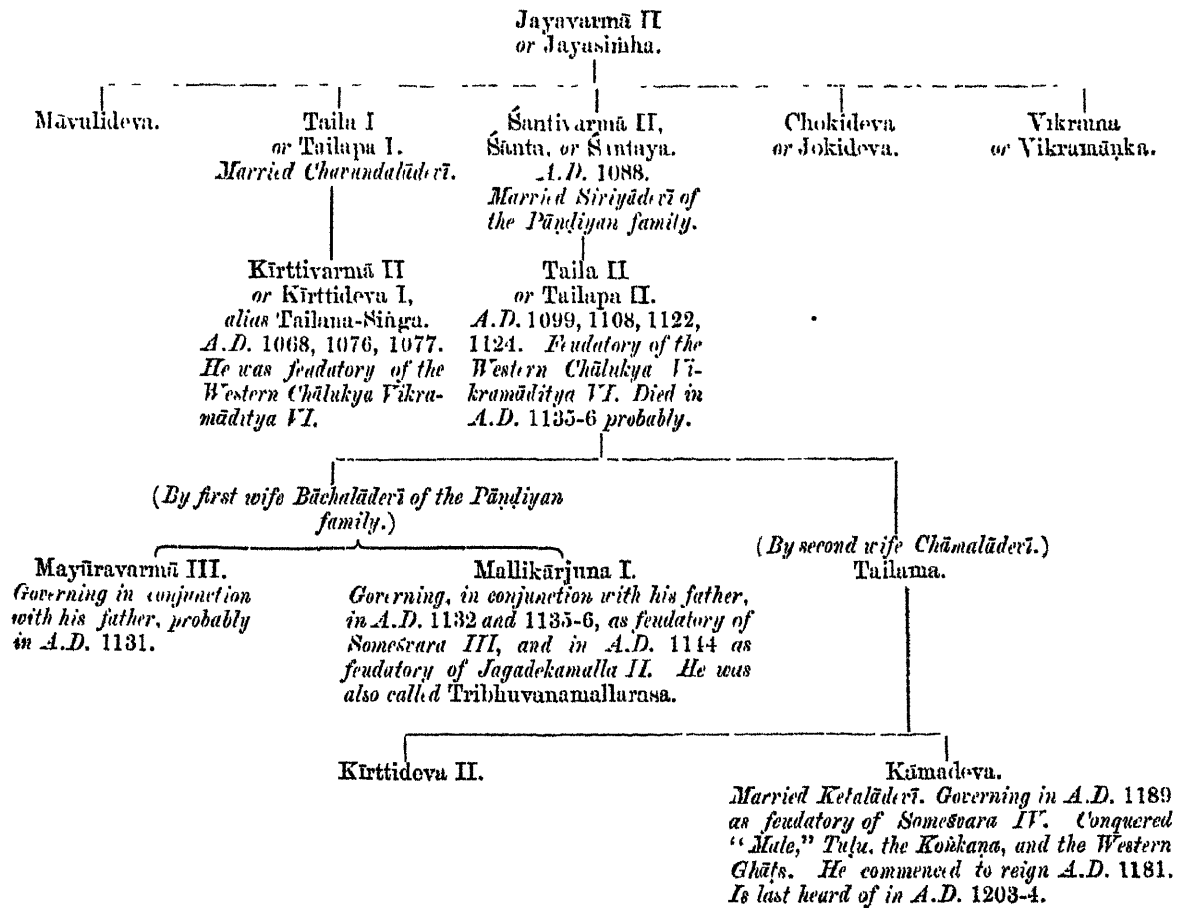 Jayavarmā II
or Jayasiṁha.
Māvulideva.
Taila I
or Tailapa I.
Married Chāvundalādevī.
Śantivarmā II,
Śānta, or Śāntaya.
A.D. 1088.
Married Siriyādevī of
the Pāṇḍiyan family.
Chokideva
or Jokideva.
Vikrama
or Vikramāṅka.
Kīrttivarmā II
or Kīrttideva I,
alias Tailana-Siṅga.
A.D. 1068, 1076, 1077.
He was feudatory of the
Western Chālukya Vikra-
māditya VI.
Taila II
or Tailapa II.
A.D. 1099, 1108, 1122,
1124. Feudatory of the
Western Chālukya Vi-
kramāditya VI. Died in
A.D. 1135-6 probably.
(By first wife Bāchalādevī of the Pāṇḍiyan
family.)
Mayūravarmā III.
Governing in conjunction
with his father, probably
in A.D. 1131.
Mallikārjuna I.
Governing, in conjunction with his father,
in A.D. 1132 and 1135-6, as feudatory of
Someśvara III, and in A.D. 1144 as
feudatory of Jagadekamalla II. He was
also called Tribhuvanamallarasa.
(By second wife Chāmalādevī.)
Tailama.
Kīrttideva II.
Kāmadeva.
Married Ketalādevī. Governing in A.D. 1189
as feudatory of Someśvara IV. Conquered
“Male,” Tuḷu, the Koṅkaṇa, and the Western
Ghāṭs. He commenced to reign A.D. 1181.
Is last heard of in A.D. 1203-4.